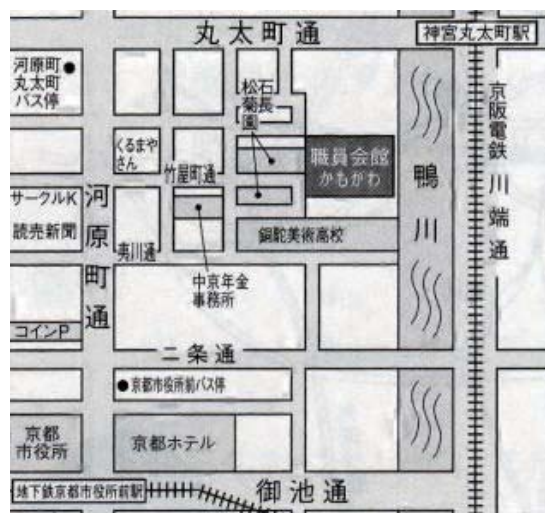 丸太町通
神宮丸太町駅
河原町
丸太町
バス停
松菊園
石長
京阪電鉄
川端通
くるまや
さん
竹屋町通
職員会館
かもがわ
鴨川
サークルK
読売新聞
河原町通
夷川通
銅駝美術高校
中京年金
事務所
コインP
二条通
京都市役所前バス停
京都
市役所
京都ホテル
地下鉄京都市役所前駅
御池通